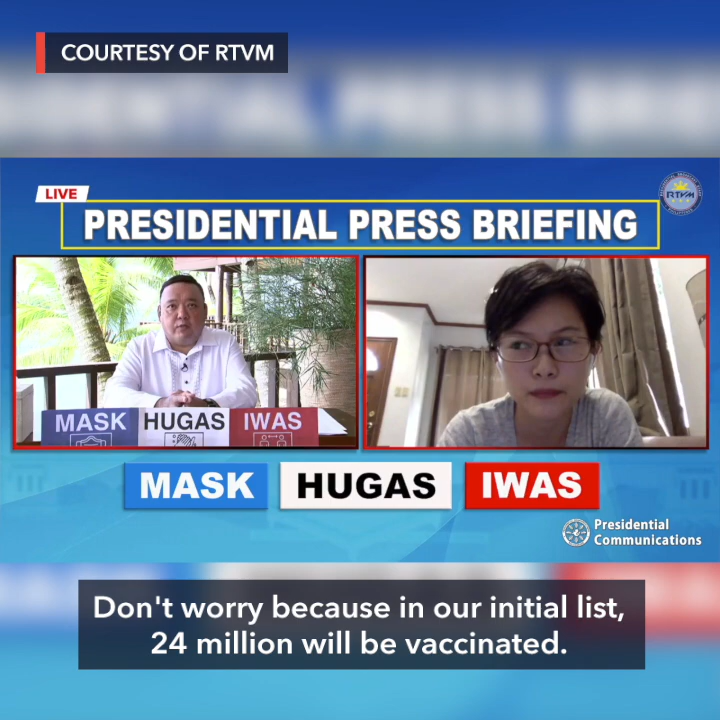 COURTESY OF RTVM
LIVE
RTVM
PRESIDENTIAL PRESS BRIEFING
MASK HUGAS IWAS
MASK HUGAS IWAS
Presidential
Communications
Don't worry because in our initial list,
24 million will be vaccinated.